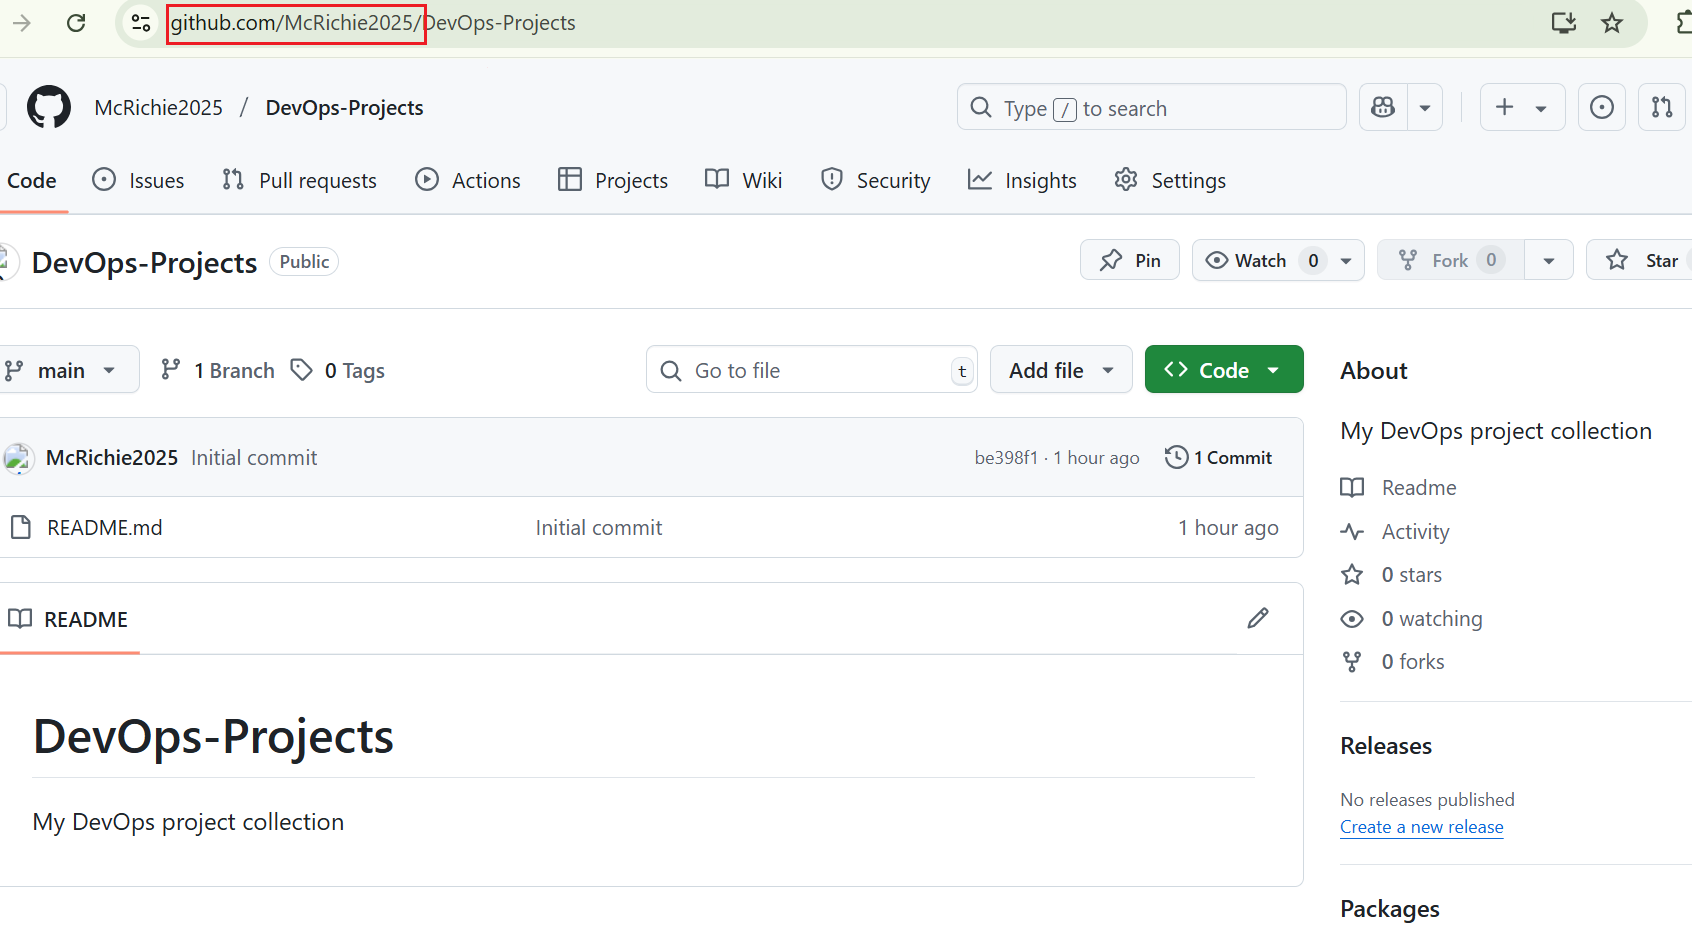 github.com/McRichie2025/DevOps-Projects
McRichie2025 / DevOps-Projects
Type / to search
Code Issues Pull requests Actions Projects Wiki Security Insights Settings
DevOps-Projects Public
Pin Watch 0 Fork 0 Star
main 1 Branch 0 Tags
Go to file t Add file Code
McRichie2025 Initial commit be398f1 · 1 hour ago 1 Commit
README.md Initial commit 1 hour ago
README
DevOps-Projects
My DevOps project collection
About
My DevOps project collection
Readme
Activity
0 stars
0 watching
0 forks
Releases
No releases published
Create a new release
Packages